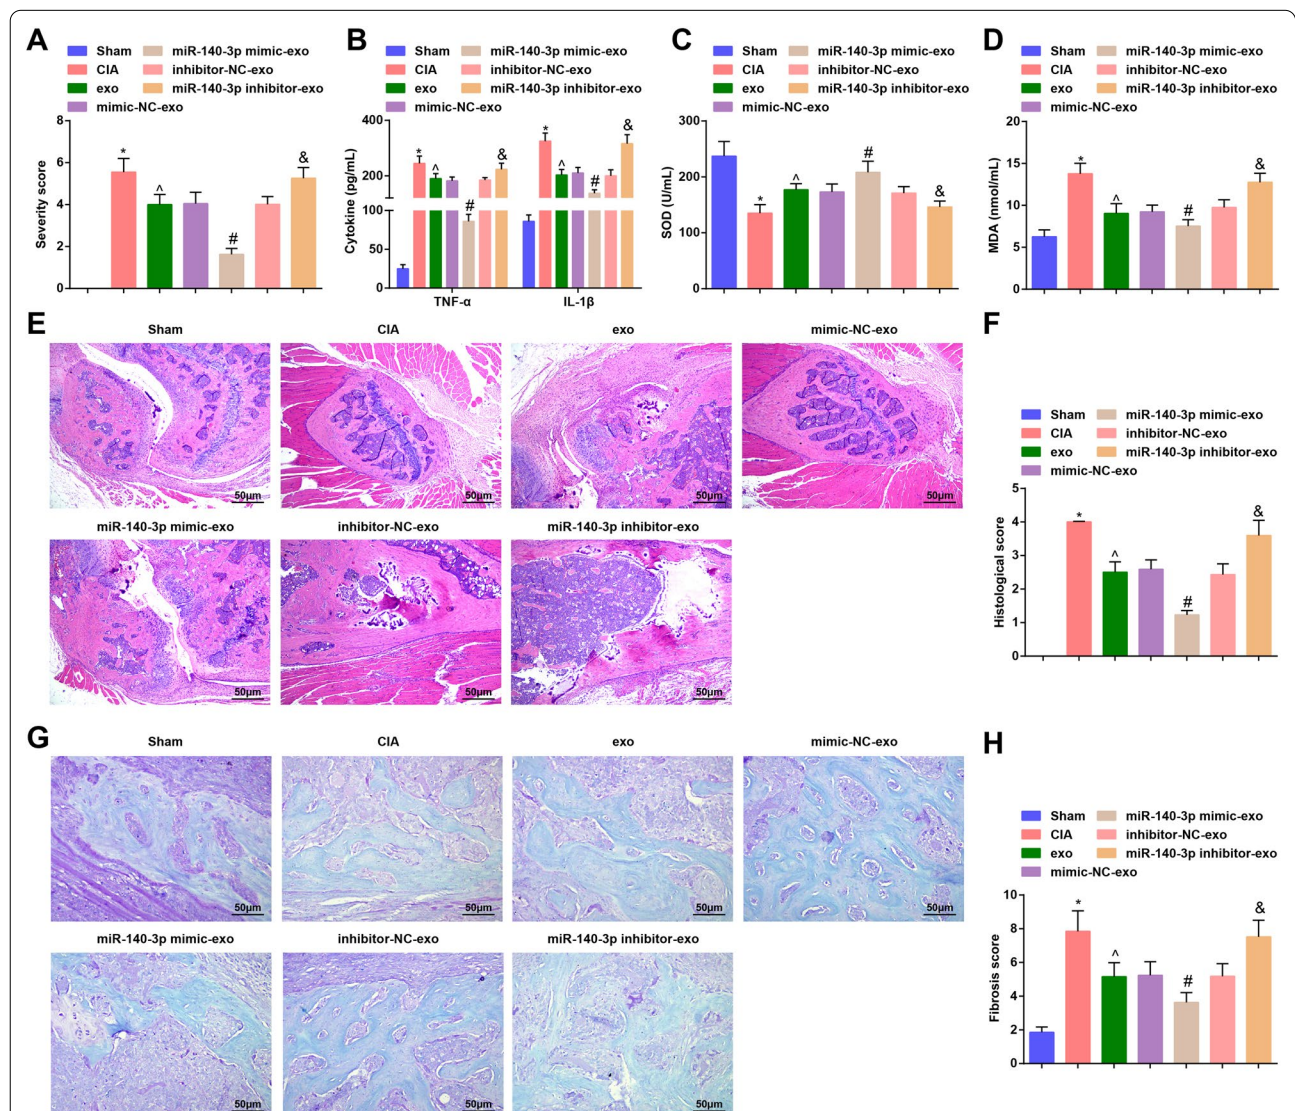 A
Sham
miR-140-3p mimic-exo
CIA
inhibitor-NC-exo
exo
miR-140-3p inhibitor-exo
mimic-NC-exo
Severity score
8
6
4
2
0
*
^
#
&
B
Sham
miR-140-3p mimic-exo
CIA
inhibitor-NC-exo
exo
miR-140-3p inhibitor-exo
mimic-NC-exo
Cytokine (pg/mL)
400
200
100
50
0
*
^
#
&
*
^
#
&
TNF-α
IL-1β
C
Sham
miR-140-3p mimic-exo
CIA
inhibitor-NC-exo
exo
miR-140-3p inhibitor-exo
mimic-NC-exo
SOD (U/mL)
300
200
100
0
*
^
#
&
D
Sham
miR-140-3p mimic-exo
CIA
inhibitor-NC-exo
exo
miR-140-3p inhibitor-exo
mimic-NC-exo
MDA (nmol/mL)
20
15
10
5
0
*
^
#
&
E
Sham
CIA
exo
mimic-NC-exo
50μm
50μm
50μm
50μm
miR-140-3p mimic-exo
inhibitor-NC-exo
miR-140-3p inhibitor-exo
50μm
50μm
50μm
F
Sham
miR-140-3p mimic-exo
CIA
inhibitor-NC-exo
exo
miR-140-3p inhibitor-exo
mimic-NC-exo
Histological score
5
4
3
2
1
0
*
^
#
&
G
Sham
CIA
exo
mimic-NC-exo
50μm
50μm
50μm
50μm
miR-140-3p mimic-exo
inhibitor-NC-exo
miR-140-3p inhibitor-exo
50μm
50μm
50μm
H
Sham
miR-140-3p mimic-exo
CIA
inhibitor-NC-exo
exo
miR-140-3p inhibitor-exo
mimic-NC-exo
Fibrosis score
10
8
6
4
2
0
*
^
#
&